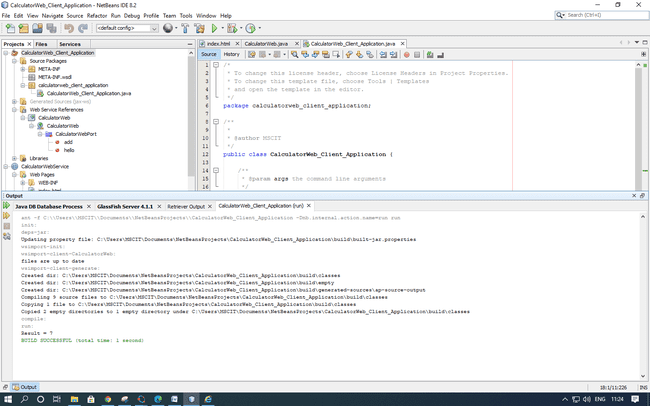 CalculatorWeb_Client_Application - NetBeans IDE 8.2
File Edit View Navigate Source Refactor Run Debug Profile Team Tools Window Help
Search (Ctrl+I)
<default config>
Projects Files Services
index.html CalculatorWeb.java CalculatorWeb_Client_Application.java
Source History
CalculatorWeb_Client_Application
Source Packages
META-INF
META-INF.wsdl
calculatorweb_client_application
CalculatorWeb_Client_Application.java
Generated Sources (jax-ws)
Web Service References
CalculatorWeb
CalculatorWeb
CalculatorWebPort
add
hello
Libraries
CalculatorWebService
Web Pages
WEB-INF
index.html
1 /*
2 * To change this license header, choose License Headers in Project Properties.
3 * To change this template file, choose Tools | Templates
4 * and open the template in the editor.
5 */
6 package calculatorweb_client_application;
7
8 /**
9 *
10 * @author MSCIT
11 */
12 public class CalculatorWeb_Client_Application {
13
14 /**
15 * @param args the command line arguments
16 */
Output
Java DB Database Process GlassFish Server 4.1.1 Retriever Output CalculatorWeb_Client_Application (run)
ant -f C:\\Users\\MSCIT\\Documents\\NetBeansProjects\\CalculatorWeb_Client_Application -Dnb.internal.action.name=run run
init:
deps-jar:
Updating property file: C:\Users\MSCIT\Documents\NetBeansProjects\CalculatorWeb_Client_Application\build\built-jar.properties
wsimport-init:
wsimport-client-CalculatorWeb:
files are up to date
wsimport-client-generate:
Created dir: C:\Users\MSCIT\Documents\NetBeansProjects\CalculatorWeb_Client_Application\build\classes
Created dir: C:\Users\MSCIT\Documents\NetBeansProjects\CalculatorWeb_Client_Application\build\empty
Created dir: C:\Users\MSCIT\Documents\NetBeansProjects\CalculatorWeb_Client_Application\build\generated-sources\ap-source-output
Compiling 9 source files to C:\Users\MSCIT\Documents\NetBeansProjects\CalculatorWeb_Client_Application\build\classes
Copying 1 file to C:\Users\MSCIT\Documents\NetBeansProjects\CalculatorWeb_Client_Application\build\classes
Copied 2 empty directories to 1 empty directory under C:\Users\MSCIT\Documents\NetBeansProjects\CalculatorWeb_Client_Application\build\classes
compile:
run:
Result = 7
BUILD SUCCESSFUL (total time: 1 second)
Output
18:1/11:226 INS
ENG 11:24